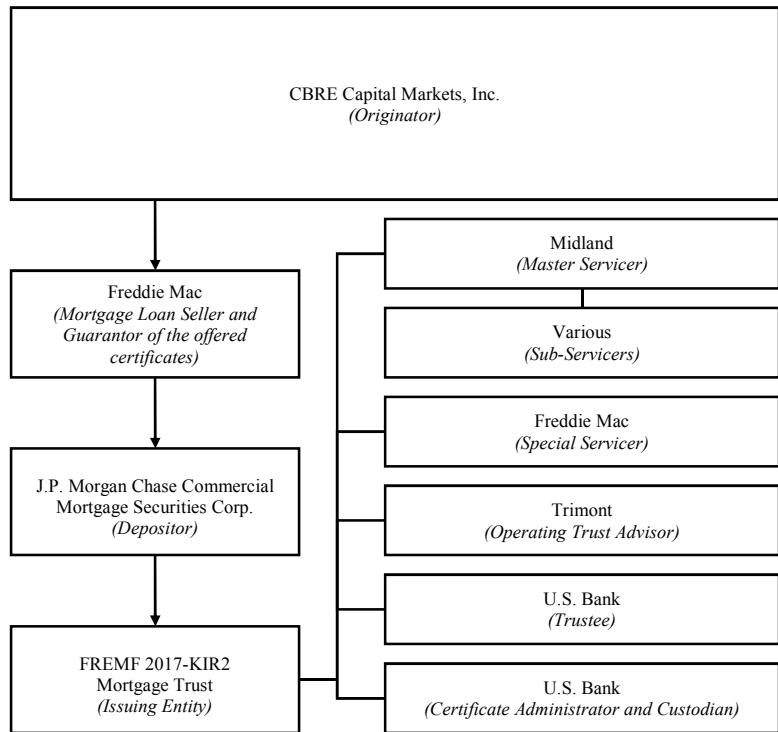 CBRE Capital Markets, Inc.
(Originator)
Freddie Mac
(Mortgage Loan Seller and
Guarantor of the offered
certificates)
J.P. Morgan Chase Commercial
Mortgage Securities Corp.
(Depositor)
FREMF 2017-KIR2
Mortgage Trust
(Issuing Entity)
Midland
(Master Servicer)
Various
(Sub-Servicers)
Freddie Mac
(Special Servicer)
Trimont
(Operating Trust Advisor)
U.S. Bank
(Trustee)
U.S. Bank
(Certificate Administrator and Custodian)